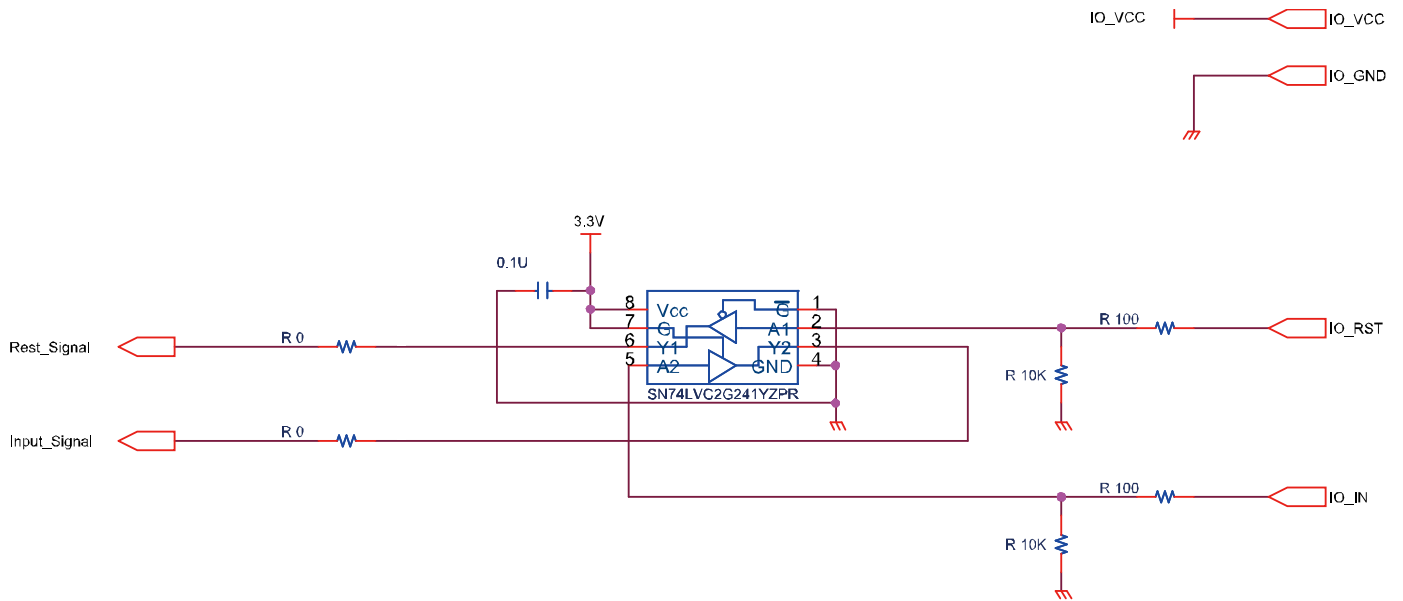 IO_VCC
IO_VCC
IO_GND
3.3V
0.1U
8
Vcc
G
1
7
G
A1
2
R 100
IO_RST
Rest_Signal
R 0
6
Y1
Y2
3
5
A2
GND
4
R 10K
SN74LVC2G241YZPR
Input_Signal
R 0
R 100
IO_IN
R 10K